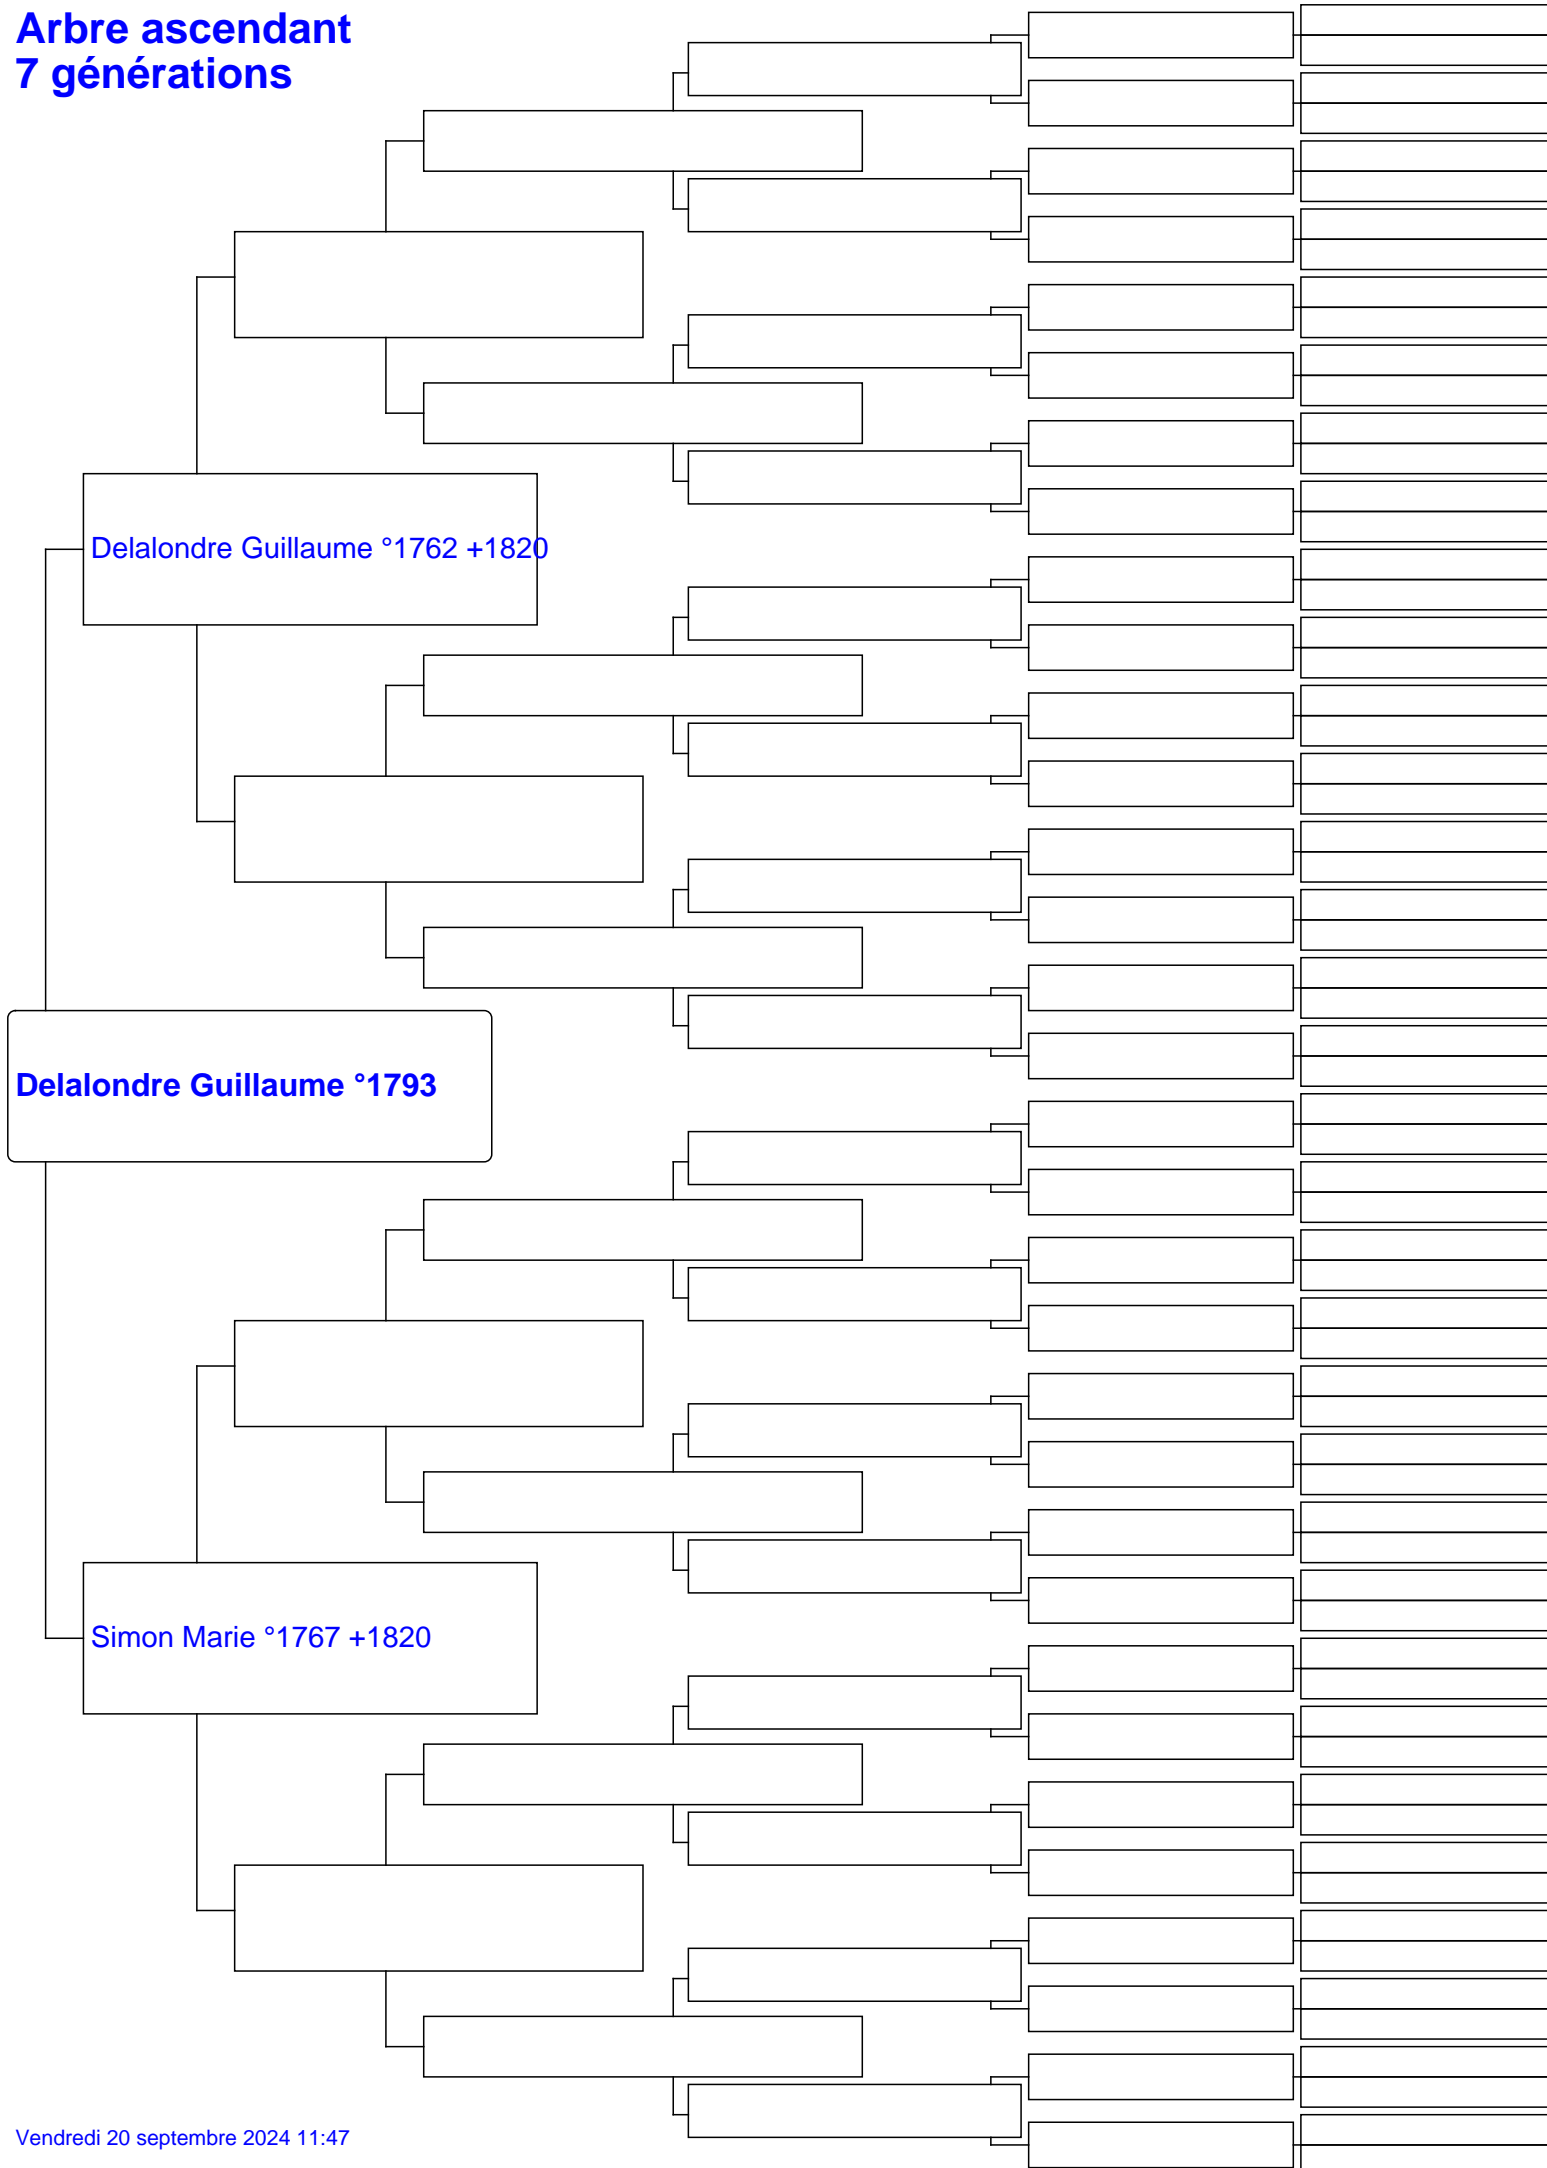 Arbre ascendant
7 générations
Delalondre Guillaume °1762 +1820
Delalondre Guillaume °1793
Simon Marie °1767 +1820
Vendredi 20 septembre 2024 11:47